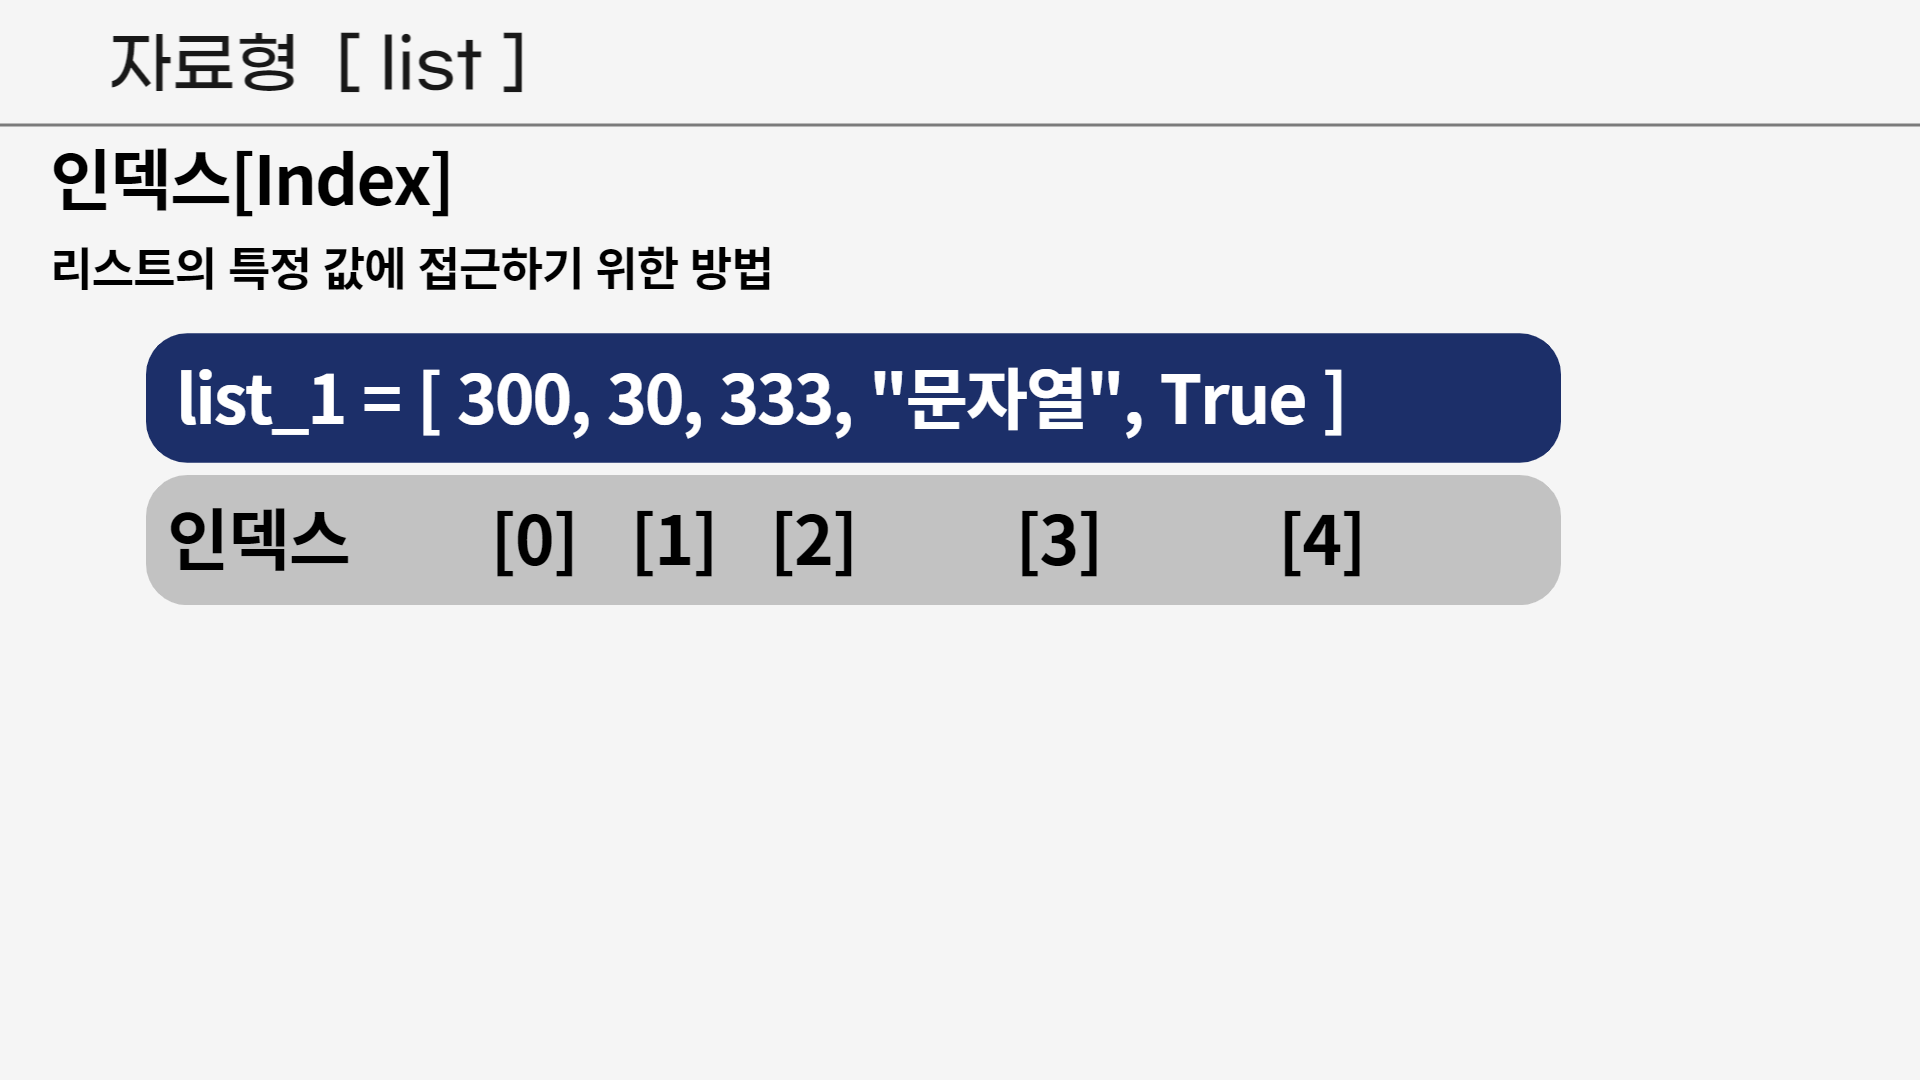 자료형 [ list ]
인덱스[Index]
리스트의 특정 값에 접근하기 위한 방법
list_1 = [ 300, 30, 333, "문자열", True ]
인덱스 [0] [1] [2] [3] [4]